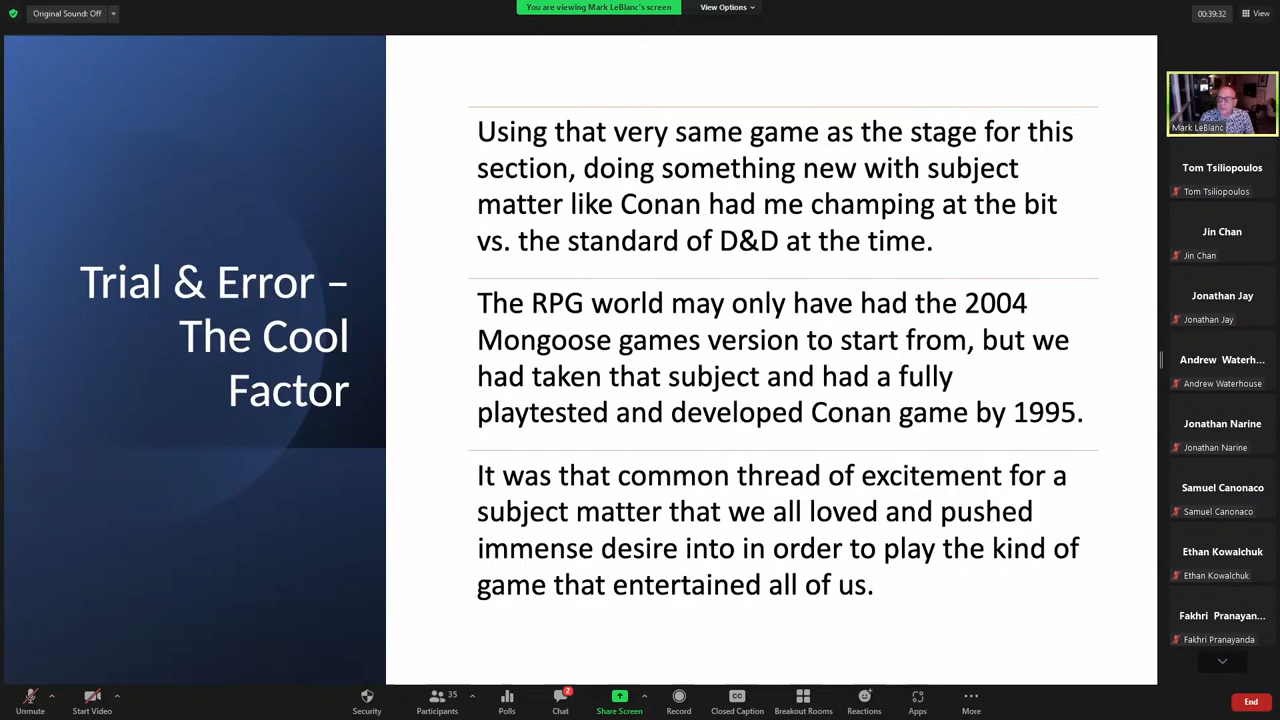 Original Sound: Off
You are viewing Mark LeBlanc's screen
View Options
00:39:32
View
Trial & Error –
The Cool
Factor
Using that very same game as the stage for this
section, doing something new with subject
matter like Conan had me champing at the bit
vs. the standard of D&D at the time.
The RPG world may only have had the 2004
Mongoose games version to start from, but we
had taken that subject and had a fully
playtested and developed Conan game by 1995.
It was that common thread of excitement for a
subject matter that we all loved and pushed
immense desire into in order to play the kind of
game that entertained all of us.
Mark LeBlanc
Tom Tsiliopoulos
Tom Tsiliopoulos
Jin Chan
Jin Chan
Jonathan Jay
Jonathan Jay
Andrew Waterh...
Andrew Waterhouse
Jonathan Narine
Jonathan Narine
Samuel Canonaco
Samuel Canonaco
Ethan Kowalchuk
Ethan Kowalchuk
Fakhri Pranayan...
Fakhri Pranayanda
Unmute
Start Video
Security
35
Participants
Polls
2
Chat
Share Screen
Record
CC
Closed Caption
Breakout Rooms
Reactions
Apps
More
End